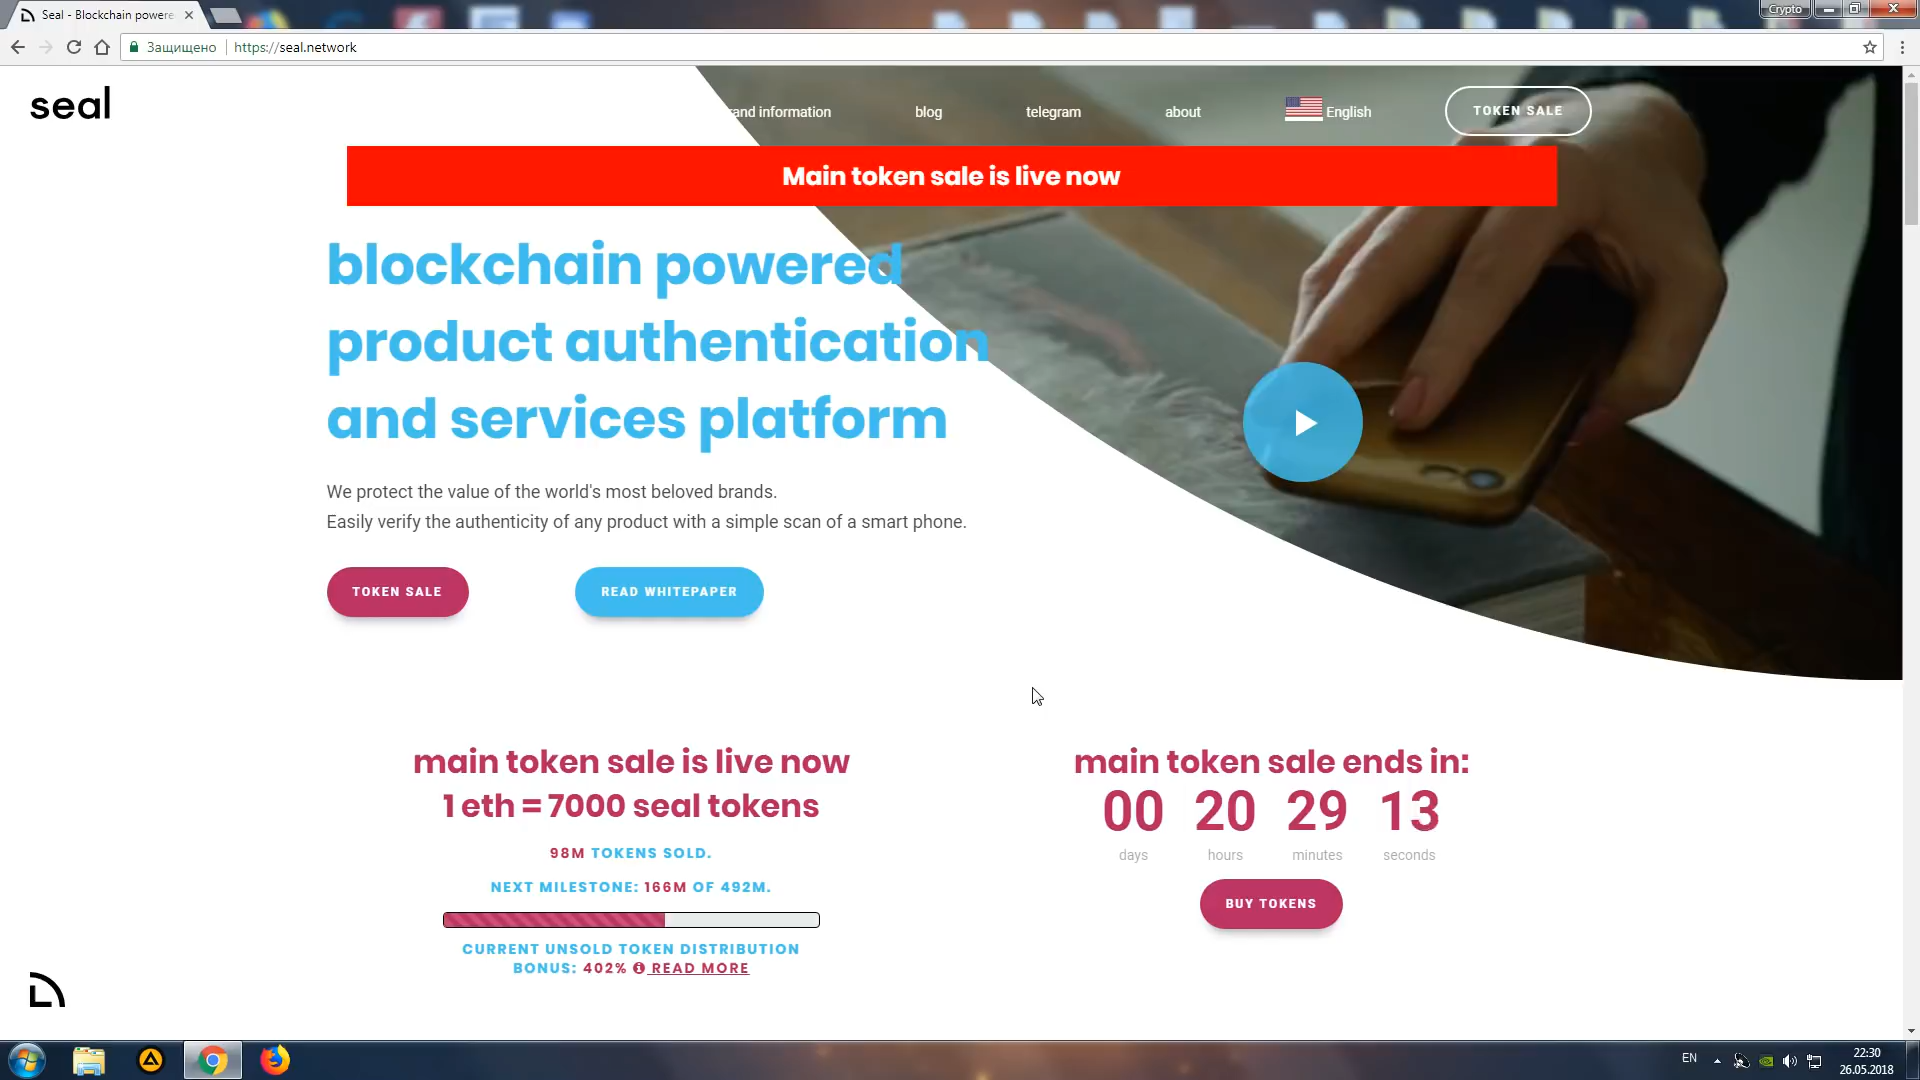 Seal - Blockchain powere
Crypto
Защищено
https://seal.network
seal
rand information
blog
telegram
about
English
TOKEN SALE
Main token sale is live now
blockchain powered
product authentication
and services platform
We protect the value of the world's most beloved brands.
Easily verify the authenticity of any product with a simple scan of a smart phone.
TOKEN SALE
READ WHITEPAPER
main token sale is live now
1 eth = 7000 seal tokens
98M TOKENS SOLD.
NEXT MILESTONE: 166M OF 492M.
CURRENT UNSOLD TOKEN DISTRIBUTION
BONUS: 402% READ MORE
main token sale ends in:
00 20 29 13
days hours minutes seconds
BUY TOKENS
EN
22:30
26.05.2018